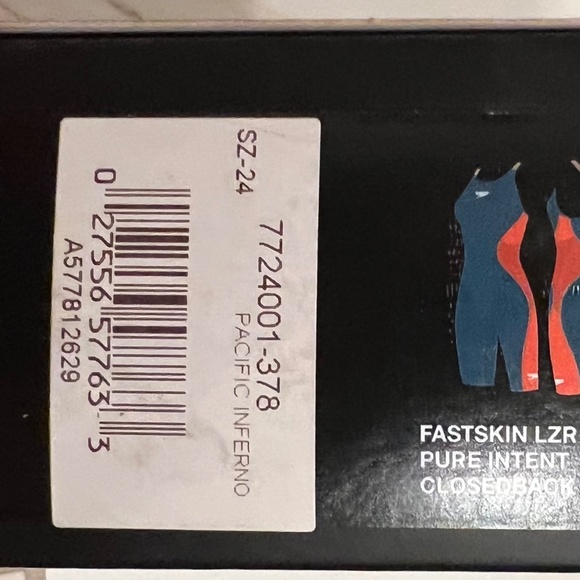 SZ-24
7724001-378
PACIFIC INFERNO
0 27556 57763 3
A577812629
FASTSKIN LZR
PURE INTENT
CLOSEDBACK